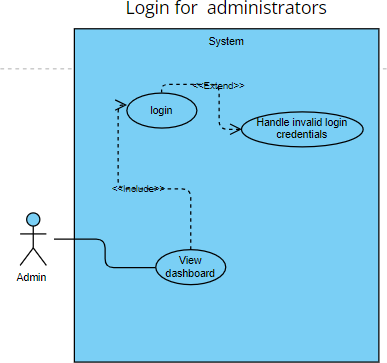 Login for administrators
System
<<Extend>>
login
Handle invalid login
credentials
<<Include>>
View
dashboard
Admin